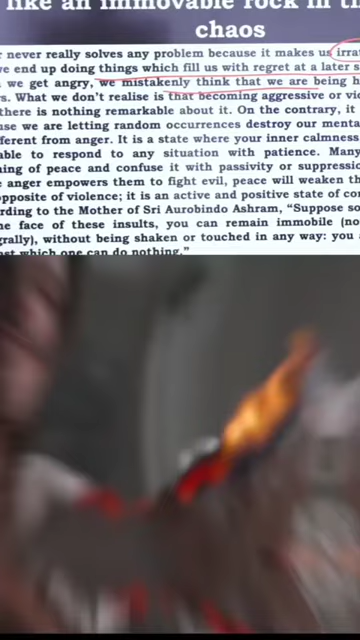 like an immovable rock in th
chaos
r never really solves any problem because it makes us irra
ve end up doing things which fill us with regret at a later s
we get angry, we mistakenly think that we are being h
s. What we don't realise is that becoming aggressive or vio
there is nothing remarkable about it. On the contrary, it
use we are letting random occurrences destroy our menta
fferent from anger. It is a state where your inner calmness
able to respond to any situation with patience. Many
ning of peace and confuse it with passivity or suppressio
e anger empowers them to fight evil, peace will weaken th
opposite of violence; it is an active and positive state of co
rding to the Mother of Sri Aurobindo Ashram, "Suppose so
he face of these insults, you can remain immobile (no
grally), without being shaken or touched in any way: you
nst which one can do nothing."